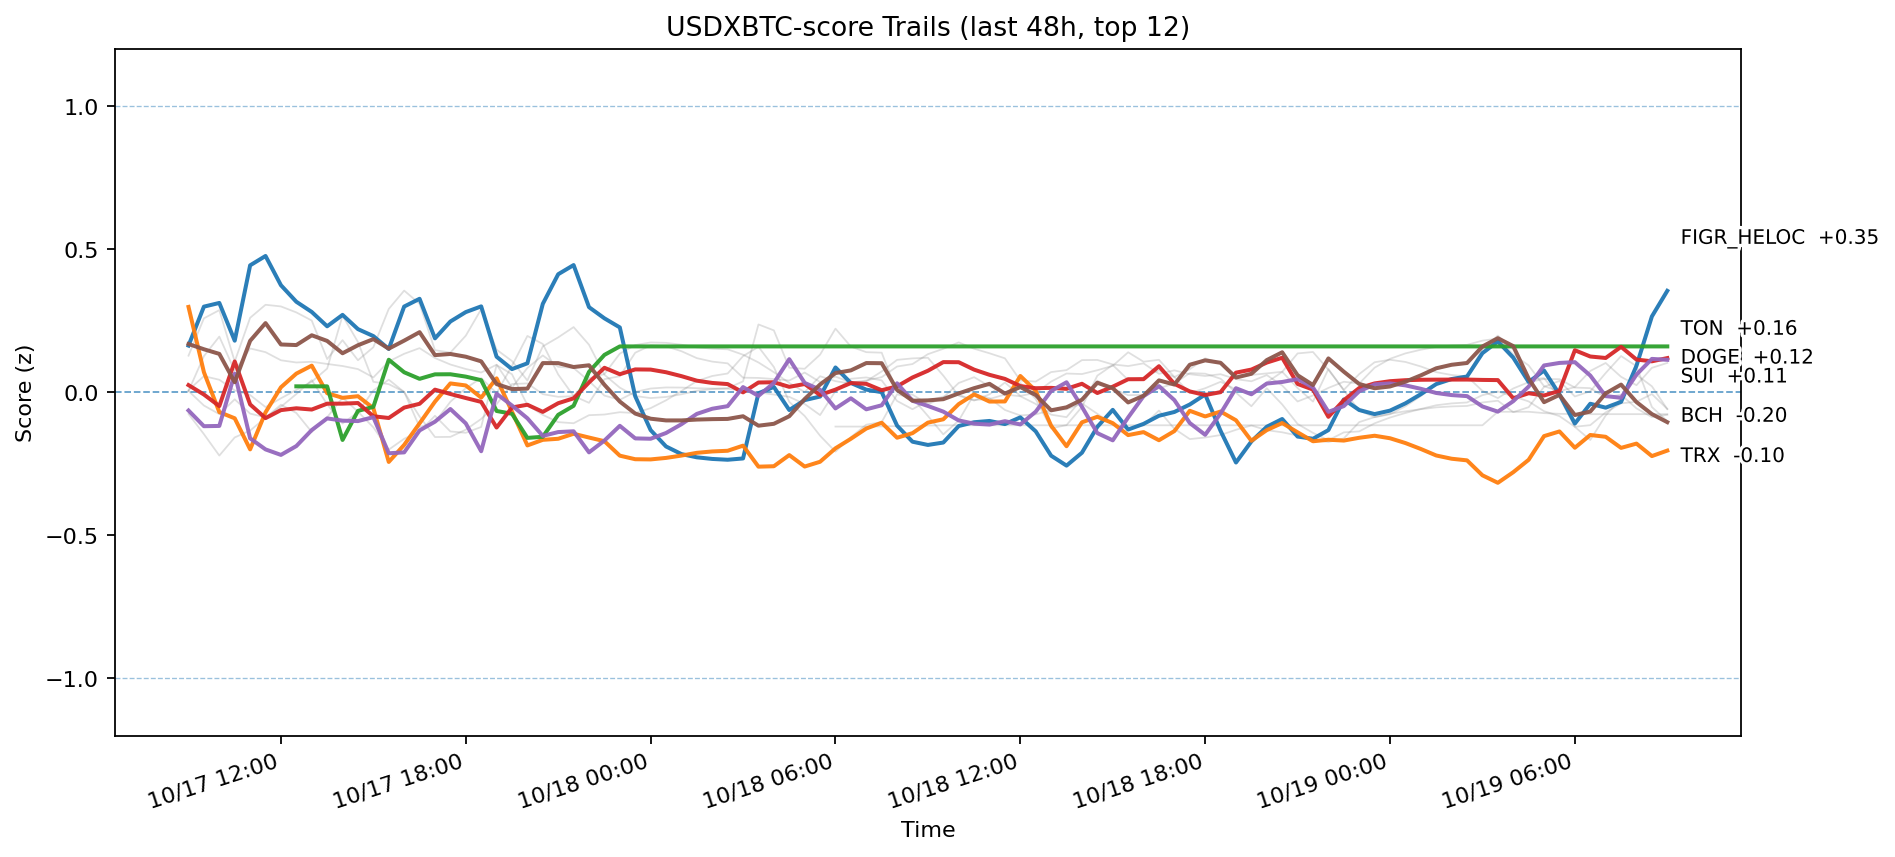 USDXBTC-score Trails (last 48h, top 12)
Score (z)
1.0
0.5
0.0
−0.5
−1.0
FIGR_HELOC +0.35
TON +0.16
DOGE +0.12
SUI +0.11
BCH -0.20
TRX -0.10
10/17 12:00
10/17 18:00
10/18 00:00
10/18 06:00
10/18 12:00
10/18 18:00
10/19 00:00
10/19 06:00
Time